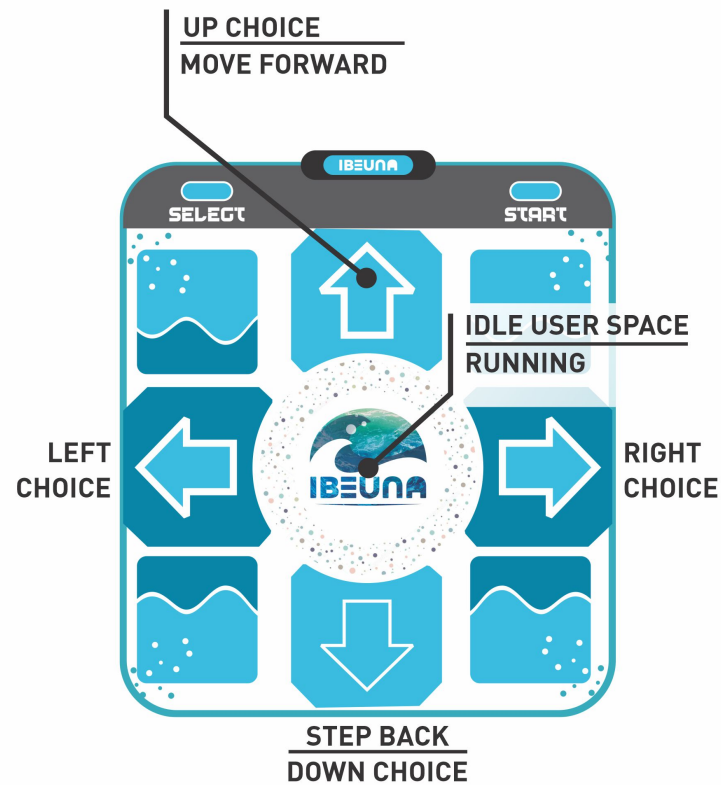 UP CHOICE
MOVE FORWARD
IBEUNA
SELECT
START
IDLE USER SPACE
RUNNING
LEFT
CHOICE
RIGHT
CHOICE
IBEUNA
STEP BACK
DOWN CHOICE